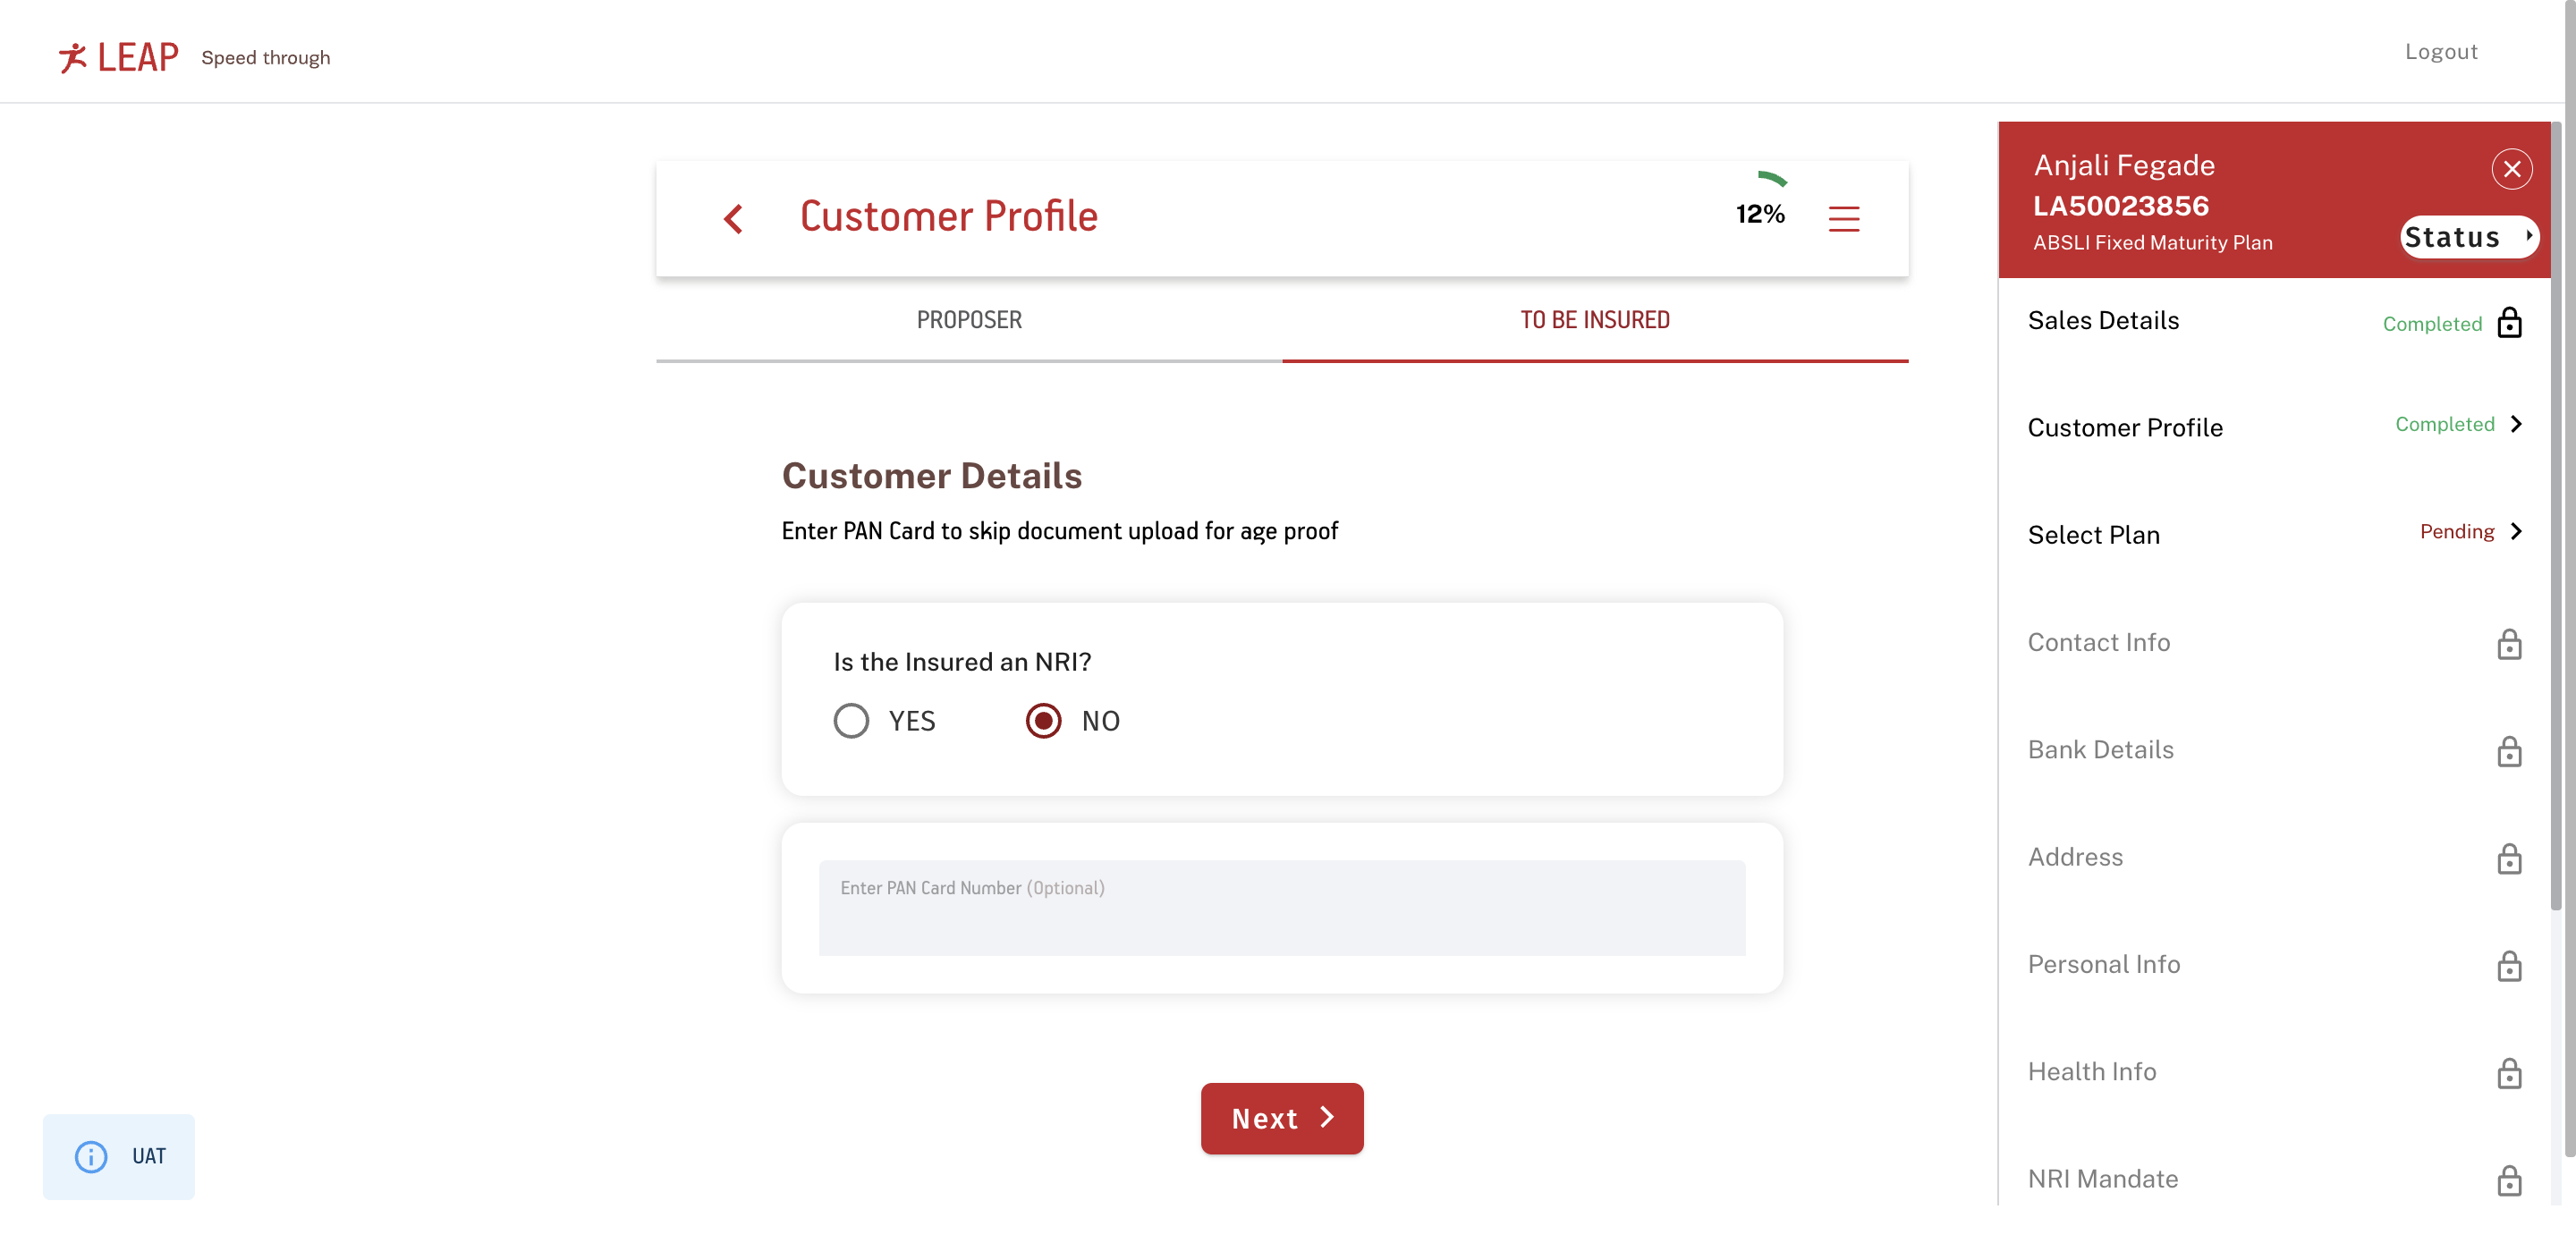 LEAP Speed through
Logout
Customer Profile
12%
PROPOSER
TO BE INSURED
Customer Details
Enter PAN Card to skip document upload for age proof
Is the Insured an NRI?
YES
NO
Enter PAN Card Number (Optional)
Next
UAT
Anjali Fegade
LA50023856
ABSLI Fixed Maturity Plan
Status
Sales Details Completed
Customer Profile Completed
Select Plan Pending
Contact Info
Bank Details
Address
Personal Info
Health Info
NRI Mandate